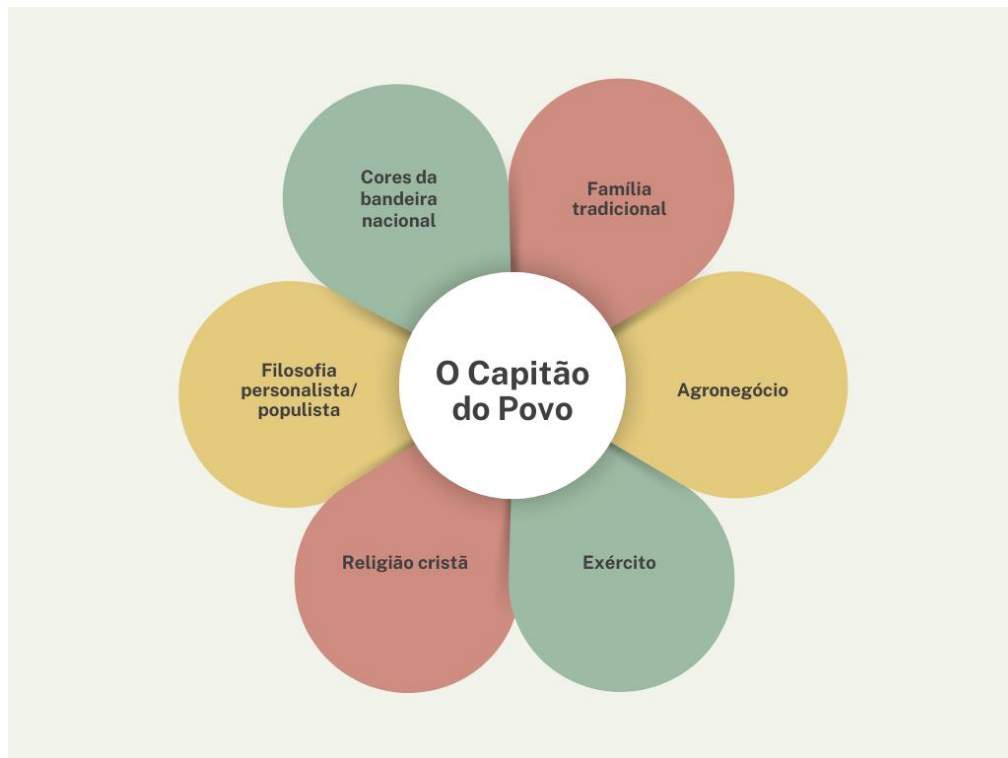 Cores da
bandeira
nacional
Família
tradicional
Filosofia
personalista/
populista
O Capitão
do Povo
Agronegócio
Religião cristã
Exército